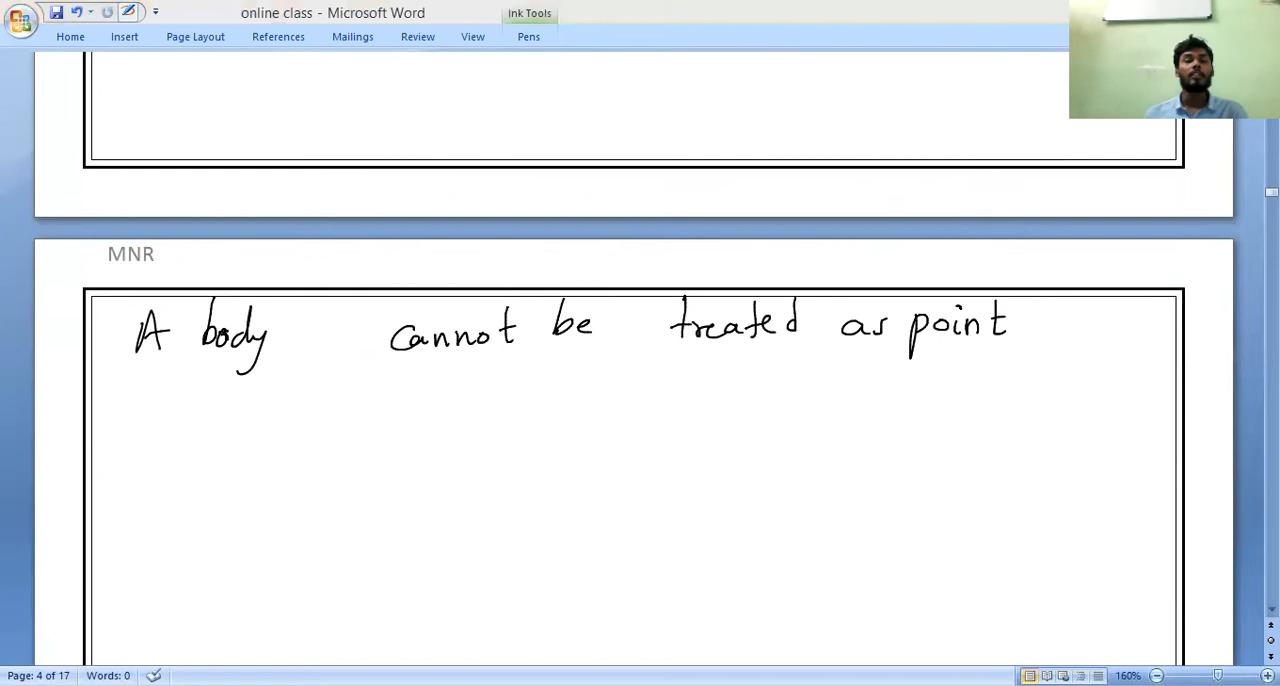 online class - Microsoft Word
Ink Tools
Home Insert Page Layout References Mailings Review View Pens
MNR
A body cannot be treated as point
Page: 4 of 17 Words: 0 160%